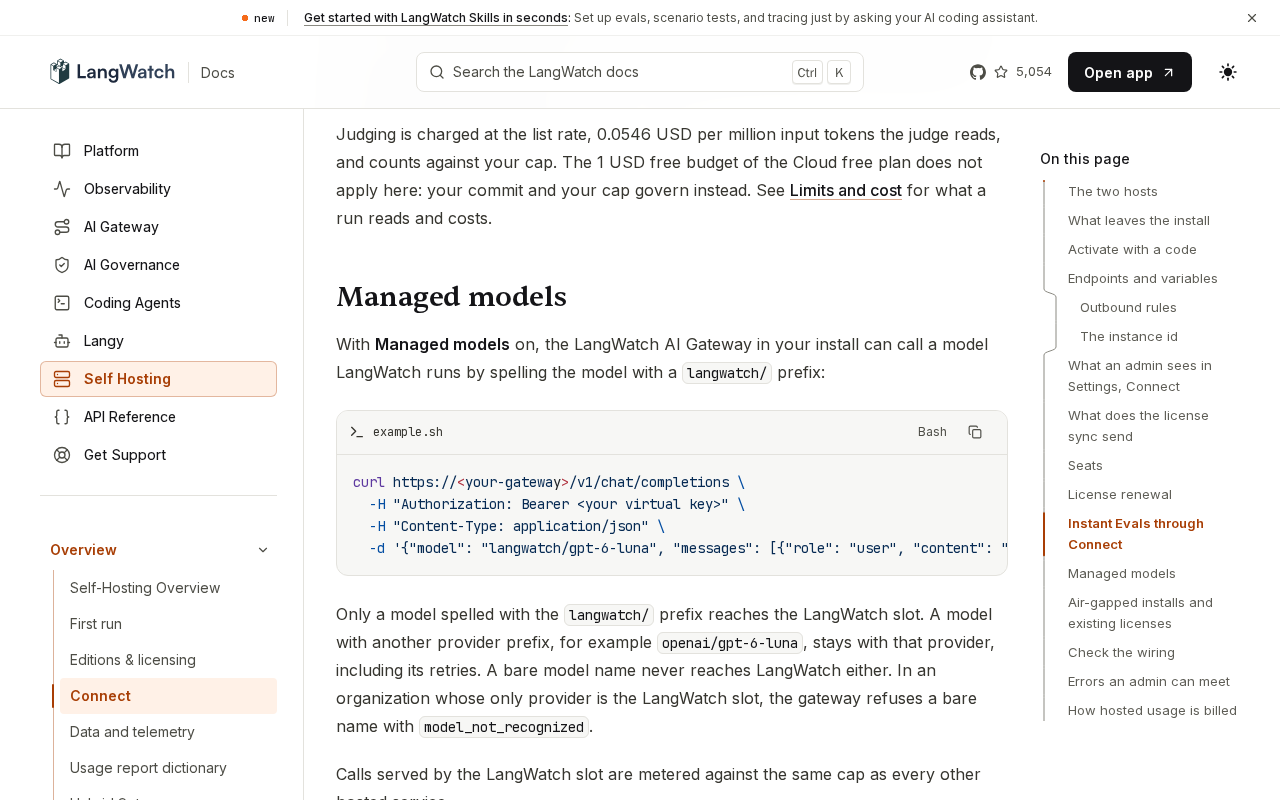 new
Get started with LangWatch Skills in seconds: Set up evals, scenario tests, and tracing just by asking your AI coding assistant.
LangWatch
Docs
Search the LangWatch docs
Ctrl
K
5,054
Open app
Platform
Observability
AI Gateway
AI Governance
Coding Agents
Langy
Self Hosting
API Reference
Get Support
Overview
Self-Hosting Overview
First run
Editions & licensing
Connect
Data and telemetry
Usage report dictionary
Judging is charged at the list rate, 0.0546 USD per million input tokens the judge reads,
and counts against your cap. The 1 USD free budget of the Cloud free plan does not
apply here: your commit and your cap govern instead. See Limits and cost for what a
run reads and costs.
Managed models
With Managed models on, the LangWatch AI Gateway in your install can call a model
LangWatch runs by spelling the model with a langwatch/ prefix:
example.sh
Bash
curl https://<your-gateway>/v1/chat/completions \
-H "Authorization: Bearer <your virtual key>" \
-H "Content-Type: application/json" \
-d '{"model": "langwatch/gpt-6-luna", "messages": [{"role": "user", "content": "
Only a model spelled with the langwatch/ prefix reaches the LangWatch slot. A model
with another provider prefix, for example openai/gpt-6-luna, stays with that provider,
including its retries. A bare model name never reaches LangWatch either. In an
organization whose only provider is the LangWatch slot, the gateway refuses a bare
name with model_not_recognized.
Calls served by the LangWatch slot are metered against the same cap as every other
hosted service.
On this page
The two hosts
What leaves the install
Activate with a code
Endpoints and variables
Outbound rules
The instance id
What an admin sees in
Settings, Connect
What does the license
sync send
Seats
License renewal
Instant Evals through
Connect
Managed models
Air-gapped installs and
existing licenses
Check the wiring
Errors an admin can meet
How hosted usage is billed